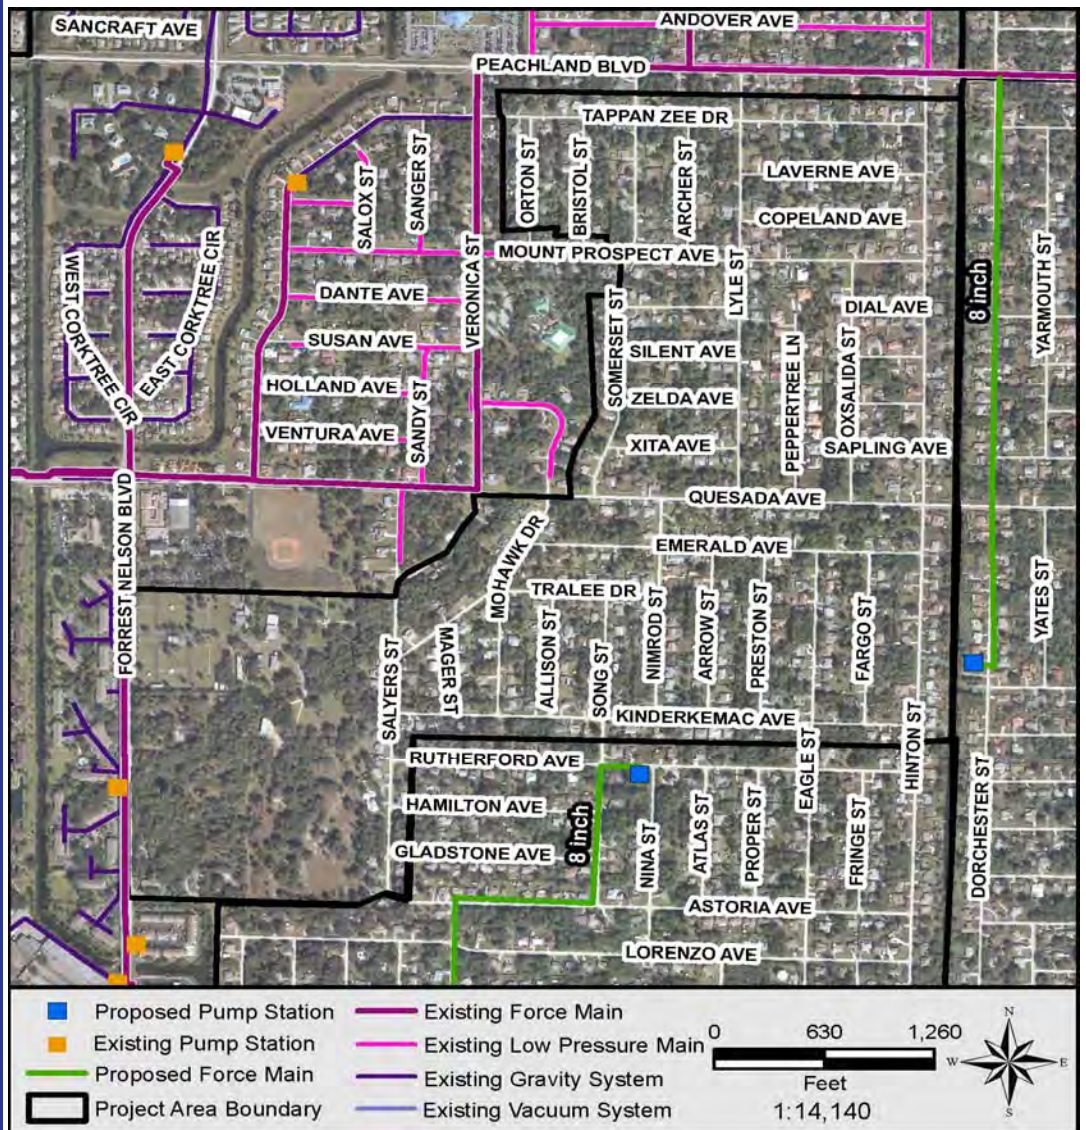 SANCRAFT AVE
ANDOVER AVE
PEACHLAND BLVD
TAPPAN ZEE DR
ORTON ST
BRISTOL ST
ARCHER ST
SALOX ST
SANGER ST
LAVERNE AVE
COPELAND AVE
MOUNT PROSPECT AVE
VERONICA ST
LYLE ST
YARMOUTH ST
8 inch
WEST CORKTREE CIR
EAST CORKTREE CIR
DANTE AVE
DIAL AVE
SUSAN AVE
SOMERSET ST
SILENT AVE
PEPPERTREE LN
OXSALIDA ST
HOLLAND AVE
SANDY ST
ZELDA AVE
VENTURA AVE
XITA AVE
SAPLING AVE
QUESADA AVE
FORREST NELSON BLVD
MOHAWK DR
EMERALD AVE
TRALEE DR
YATES ST
SALYERS ST
MAGER ST
ALLISON ST
SONG ST
NIMROD ST
ARROW ST
PRESTON ST
FARGO ST
KINDERKEMAC AVE
RUTHERFORD AVE
EAGLE ST
HINTON ST
HAMILTON AVE
8 inch
GLADSTONE AVE
NINA ST
ATLAS ST
PROPER ST
FRINGE ST
DORCHESTER ST
ASTORIA AVE
LORENZO AVE
Proposed Pump Station
Existing Pump Station
Proposed Force Main
Project Area Boundary
Existing Force Main
Existing Low Pressure Main
Existing Gravity System
Existing Vacuum System
0 630 1,260
Feet
1:14,140
N
W E
S